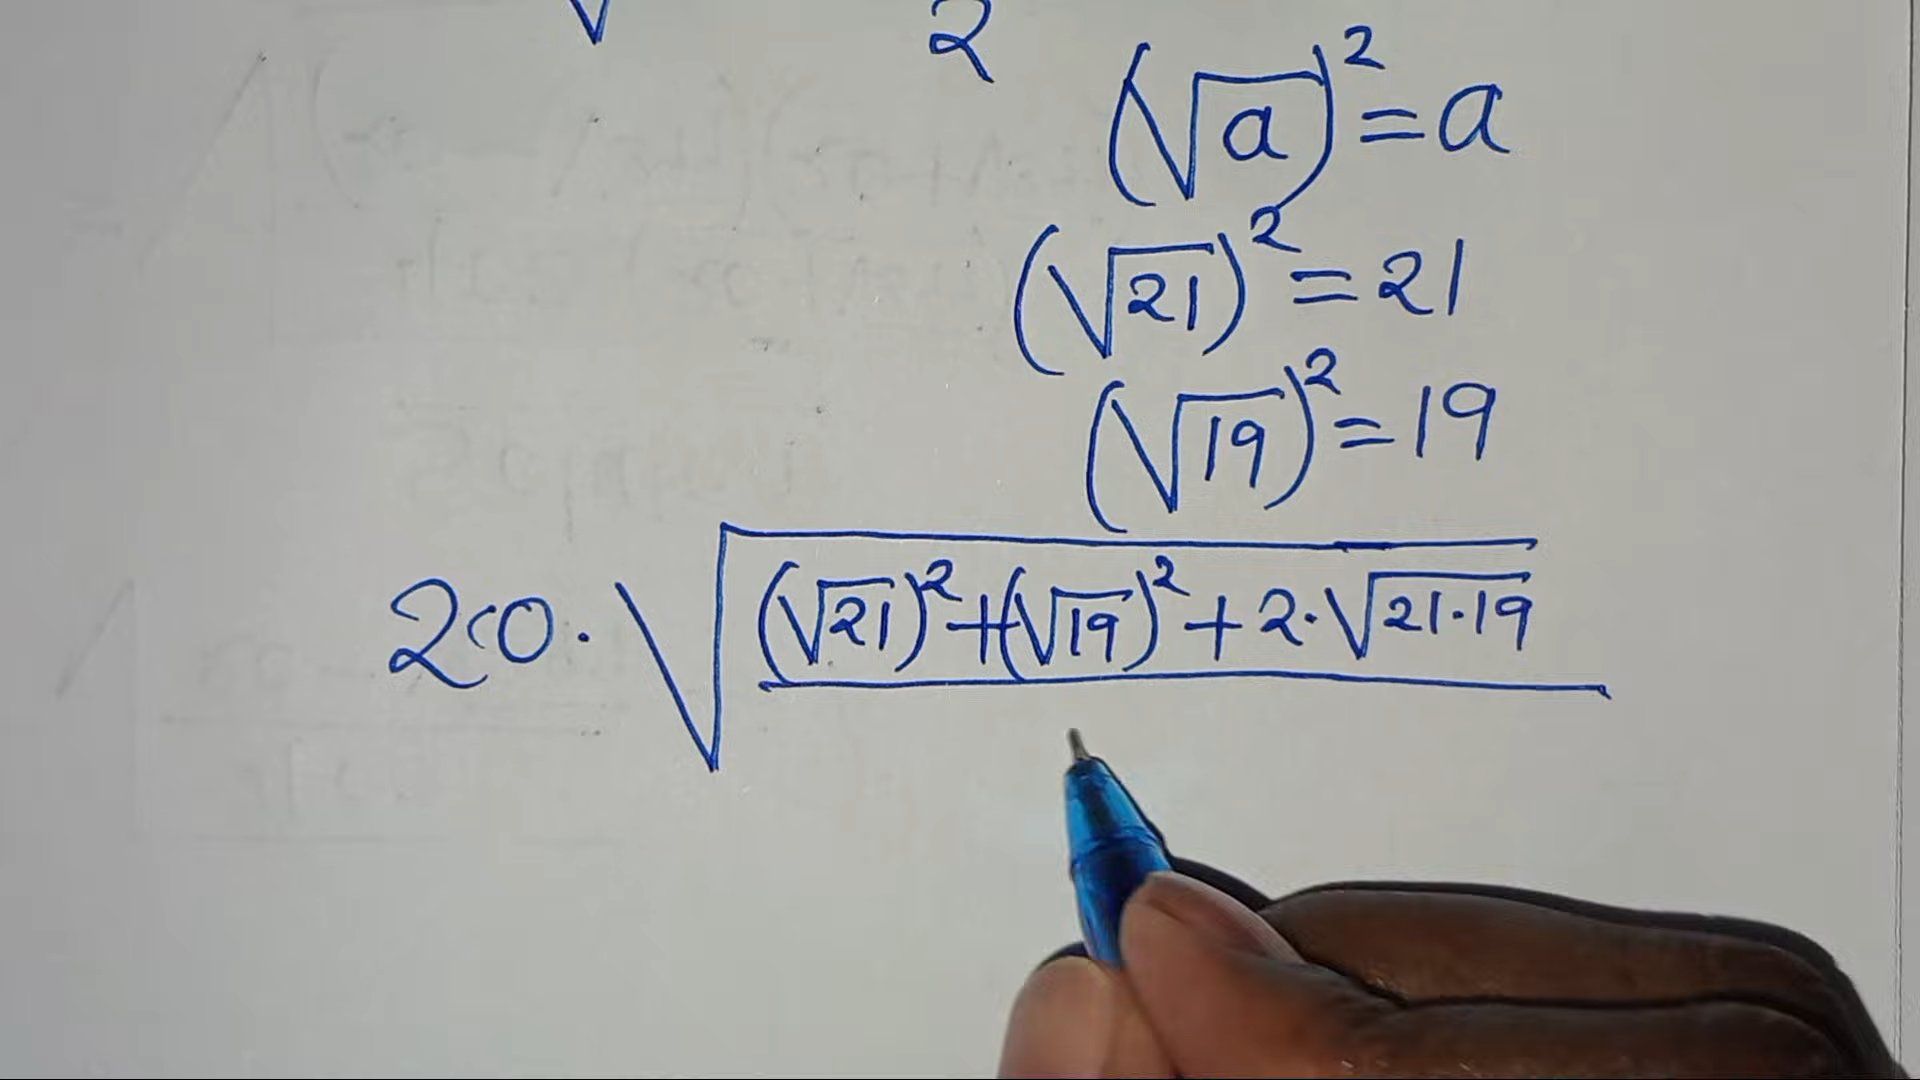 √ 2
(√a)² = a
(√21)² = 21
(√19)² = 19
20·√((√21)² + (√19)² + 2·√21·19